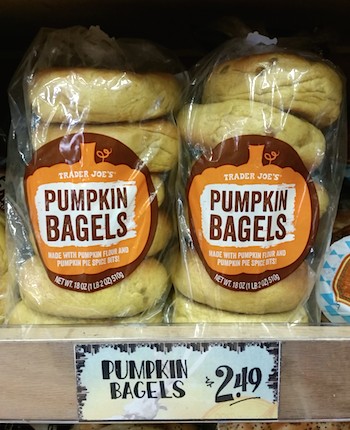 TRADER JOE'S
PUMPKIN
BAGELS
MADE WITH PUMPKIN FLOUR AND
PUMPKIN PIE SPICE BITS!
NET WT. 18 OZ (1 LB 2 OZ) 510g
TRADER JOE'S
PUMPKIN
BAGELS
MADE WITH PUMPKIN FLOUR AND
PUMPKIN PIE SPICE BITS!
NET WT. 18 OZ (1 LB 2 OZ) 510g
PUMPKIN
BAGELS
$2.49